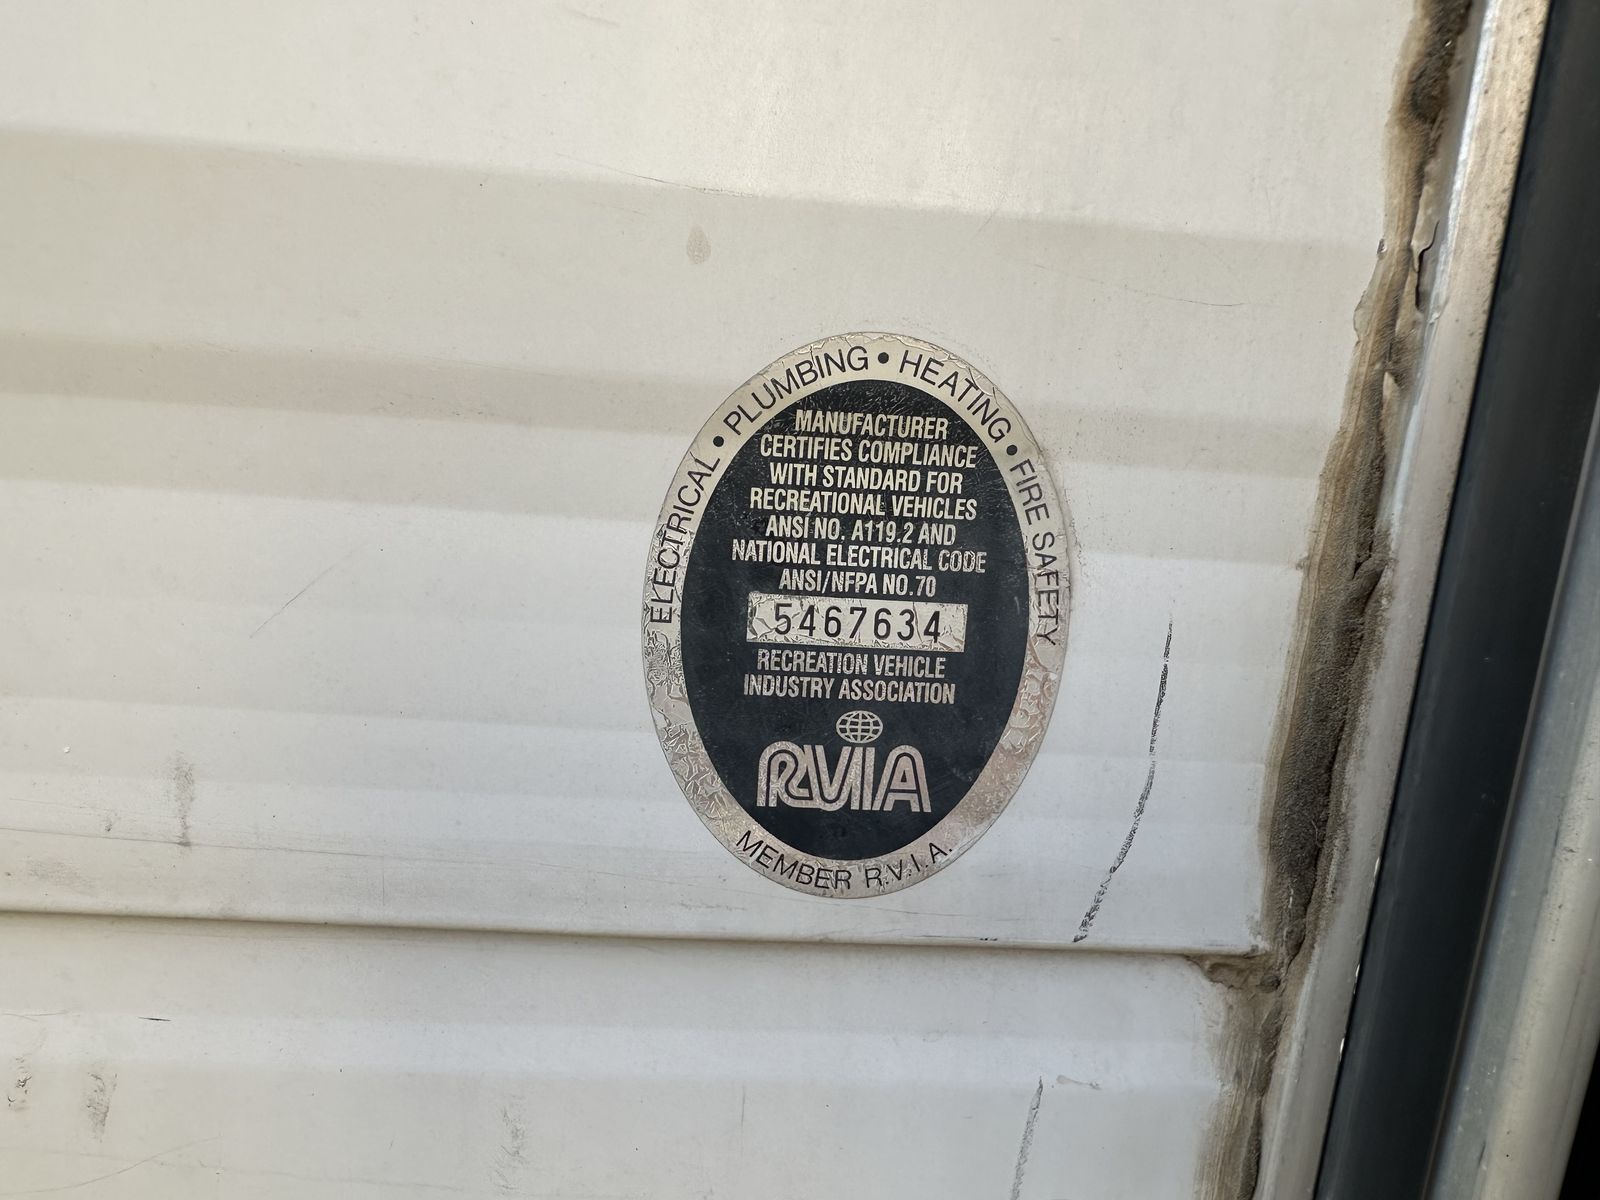 ELECTRICAL • PLUMBING • HEATING • FIRE SAFETY
MANUFACTURER
CERTIFIES COMPLIANCE
WITH STANDARD FOR
RECREATIONAL VEHICLES
ANSI NO. A119.2 AND
NATIONAL ELECTRICAL CODE
ANSI/NFPA NO.70
5467634
RECREATION VEHICLE
INDUSTRY ASSOCIATION
RVIA
MEMBER R.V.I.A.